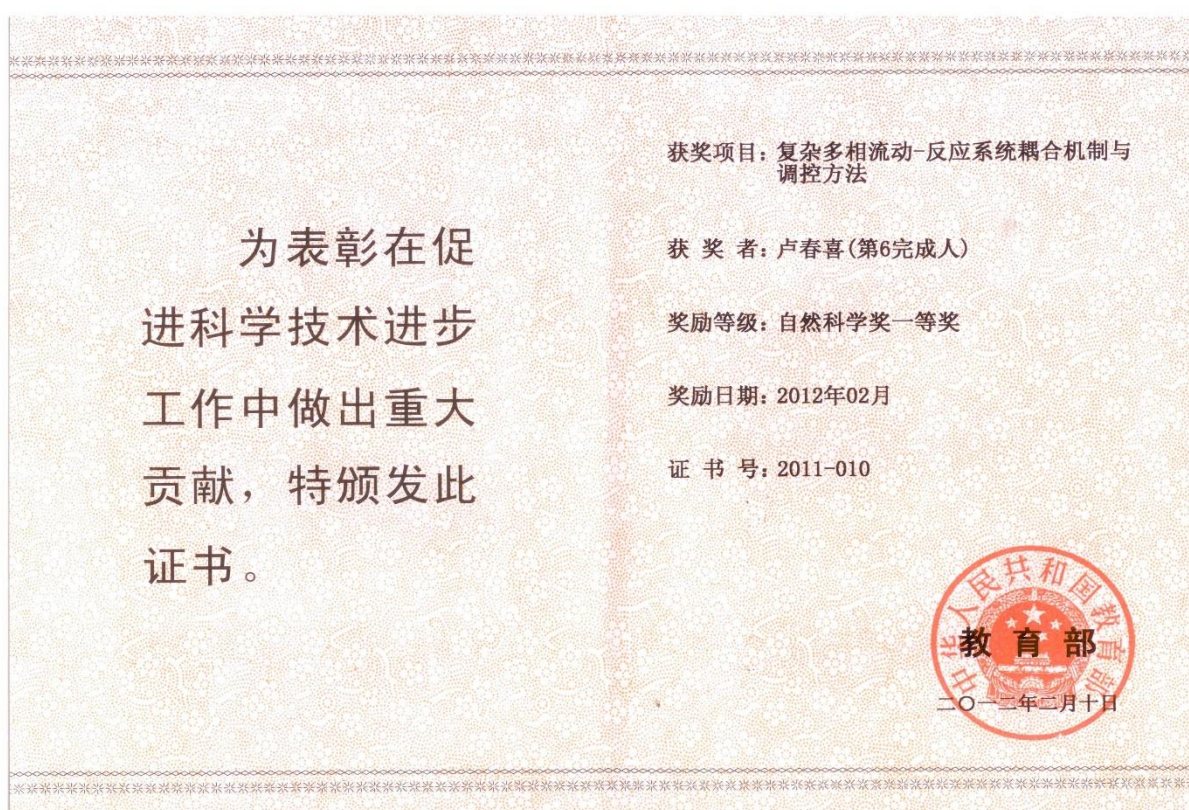 为表彰在促
进科学技术进步
工作中做出重大
贡献，特颁发此
证书。
获奖项目：复杂多相流动-反应系统耦合机制与
调控方法
获 奖 者：卢春喜(第6完成人)
奖励等级：自然科学奖一等奖
奖励日期：2012年02月
证 书 号：2011-010
中华人民共和国教育部
教 育 部
二〇一二年二月十日